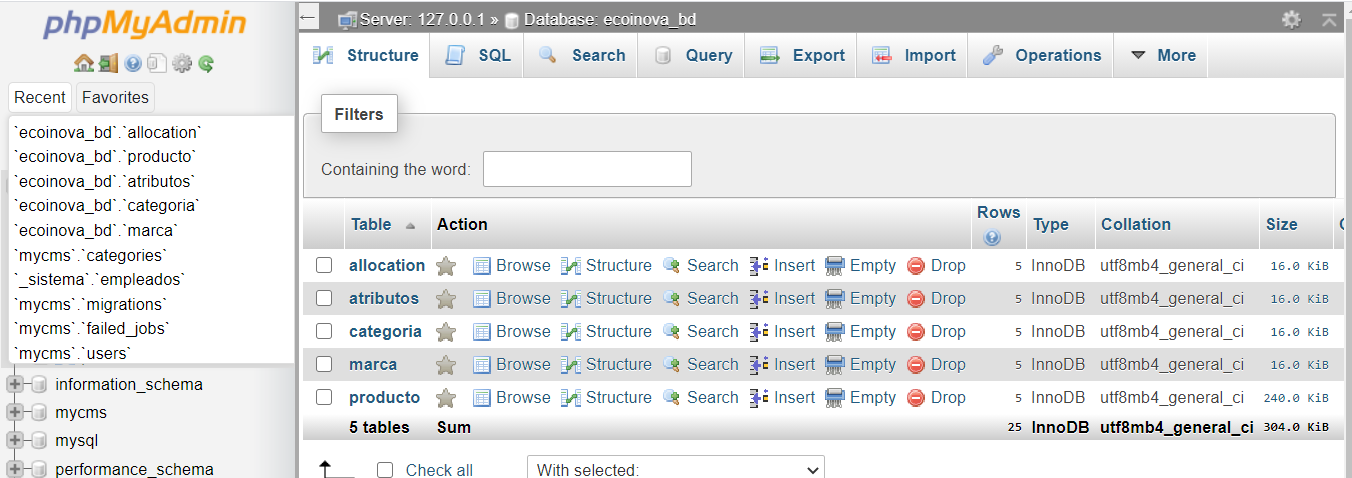 phpMyAdmin
Recent Favorites
`ecoinova_bd`.`allocation`
`ecoinova_bd`.`producto`
`ecoinova_bd`.`atributos`
`ecoinova_bd`.`categoria`
`ecoinova_bd`.`marca`
`mycms`.`categories`
`_sistema`.`empleados`
`mycms`.`migrations`
`mycms`.`failed_jobs`
`mycms`.`users`
information_schema
mycms
mysql
performance_schema
Server: 127.0.0.1 » Database: ecoinova_bd
Structure SQL Search Query Export Import Operations More
Filters
Containing the word:
Table Action Rows Type Collation Size
allocation Browse Structure Search Insert Empty Drop 5 InnoDB utf8mb4_general_ci 16.0 KiB
atributos Browse Structure Search Insert Empty Drop 5 InnoDB utf8mb4_general_ci 16.0 KiB
categoria Browse Structure Search Insert Empty Drop 5 InnoDB utf8mb4_general_ci 16.0 KiB
marca Browse Structure Search Insert Empty Drop 5 InnoDB utf8mb4_general_ci 16.0 KiB
producto Browse Structure Search Insert Empty Drop 5 InnoDB utf8mb4_general_ci 240.0 KiB
5 tables Sum 25 InnoDB utf8mb4_general_ci 304.0 KiB
Check all With selected: